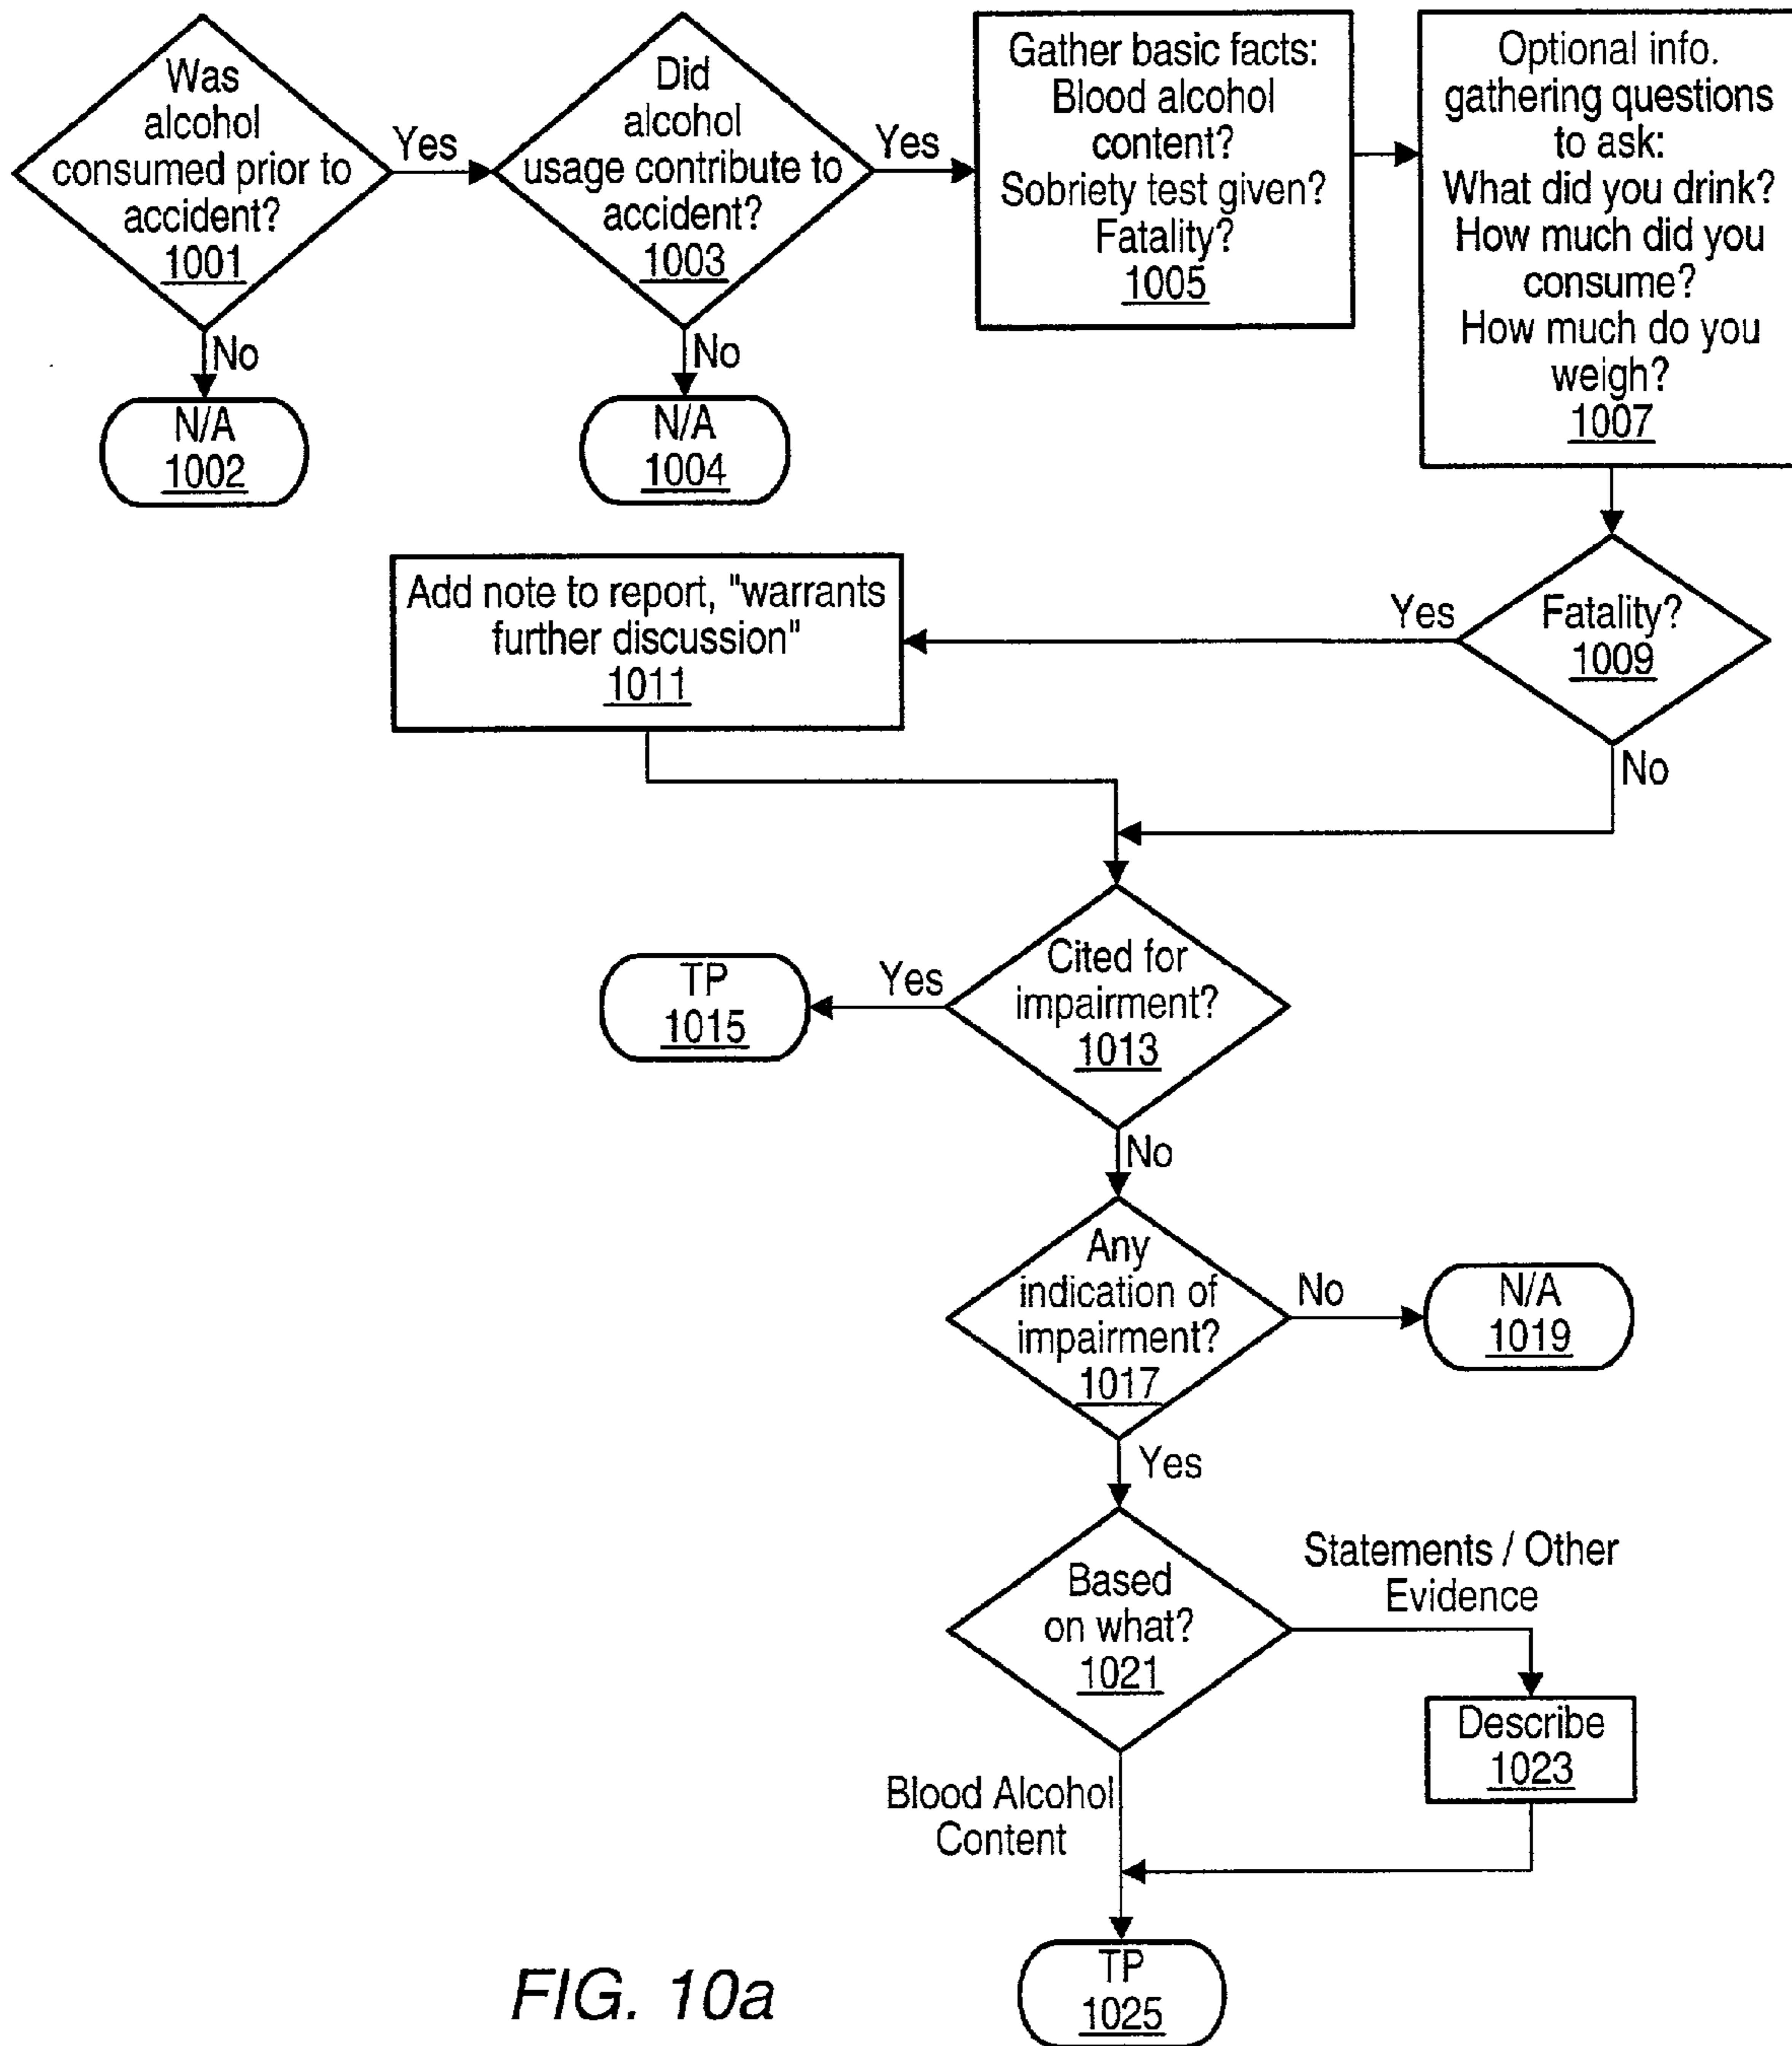 Was
alcohol
consumed prior to
accident?
1001
Yes
No
N/A
1002
Did
alcohol
usage contribute to
accident?
1003
Yes
No
N/A
1004
Gather basic facts:
Blood alcohol
content?
Sobriety test given?
Fatality?
1005
Optional info.
gathering questions
to ask:
What did you drink?
How much did you
consume?
How much do you
weigh?
1007
Fatality?
1009
Yes
No
Add note to report, "warrants
further discussion"
1011
Cited for
impairment?
1013
Yes
TP
1015
No
Any
indication of
impairment?
1017
No
N/A
1019
Yes
Based
on what?
1021
Statements / Other
Evidence
Describe
1023
Blood Alcohol
Content
TP
1025
FIG. 10a